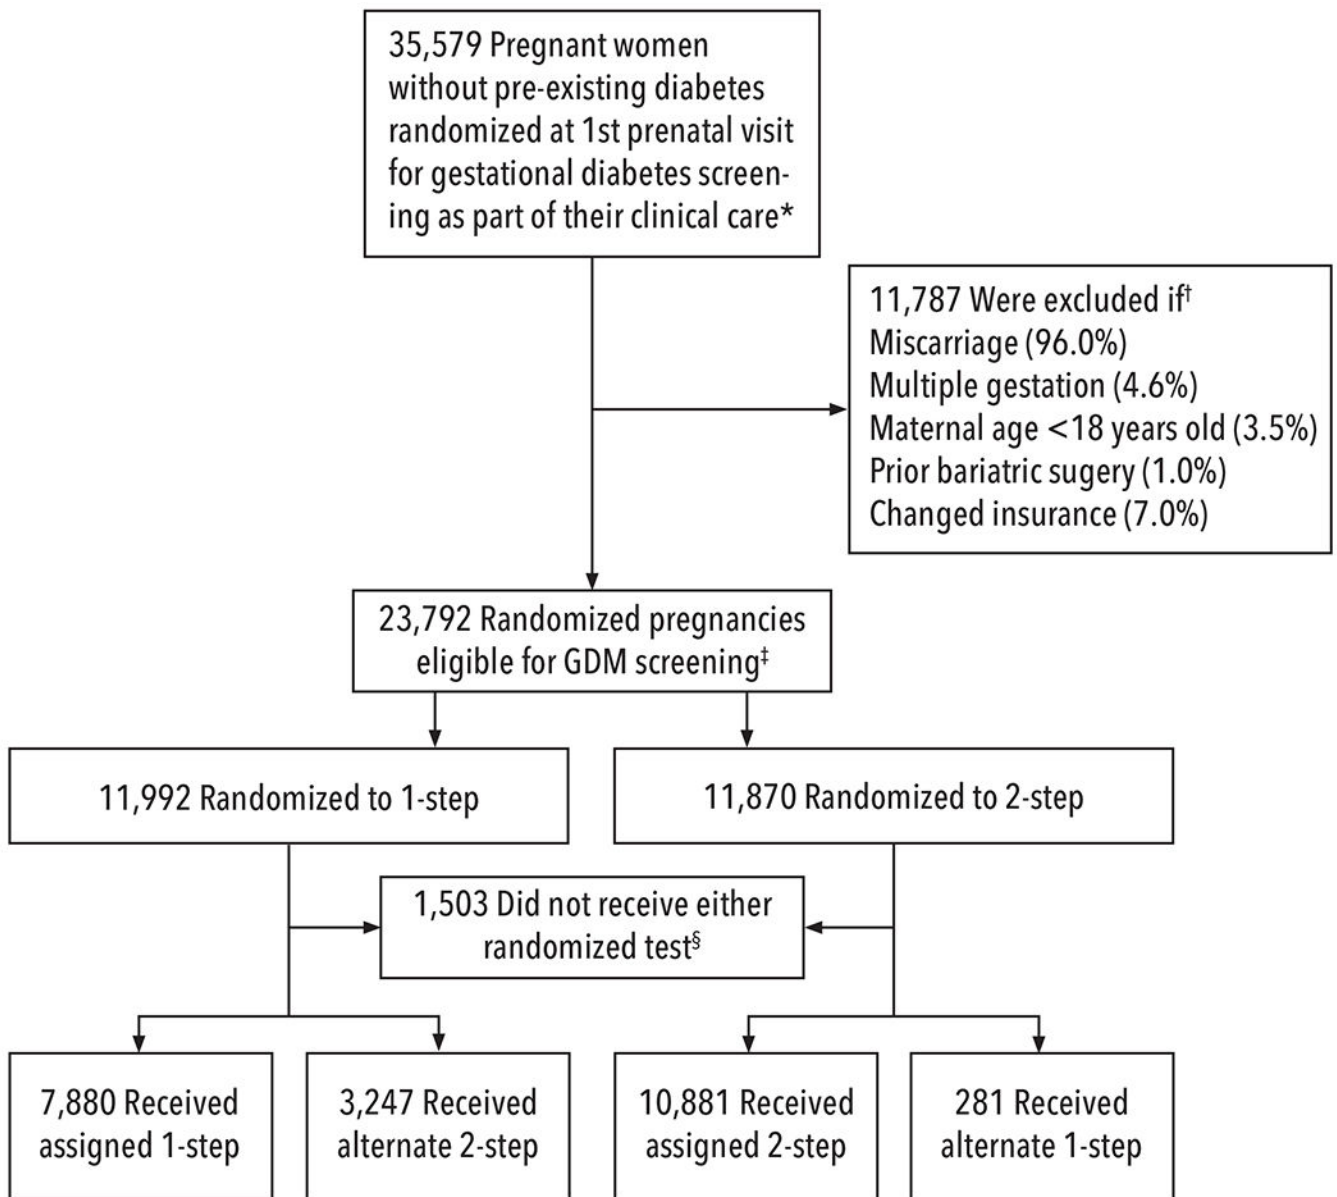 35,579 Pregnant women
without pre-existing diabetes
randomized at 1st prenatal visit
for gestational diabetes screen-
ing as part of their clinical care*
11,787 Were excluded if†
Miscarriage (96.0%)
Multiple gestation (4.6%)
Maternal age <18 years old (3.5%)
Prior bariatric sugery (1.0%)
Changed insurance (7.0%)
23,792 Randomized pregnancies
eligible for GDM screening‡
11,992 Randomized to 1-step
11,870 Randomized to 2-step
1,503 Did not receive either
randomized test§
7,880 Received
assigned 1-step
3,247 Received
alternate 2-step
10,881 Received
assigned 2-step
281 Received
alternate 1-step